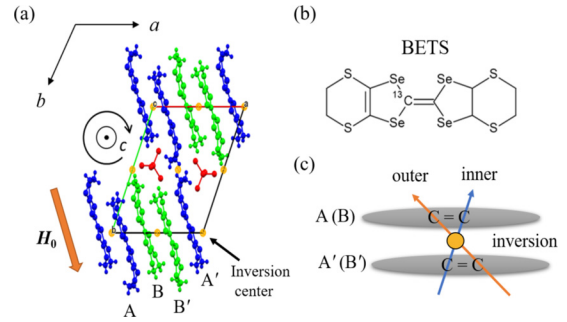 (a)
a
b
c
c
a
b
H₀
A
B
B′
A′
Inversion
center
(b)
BETS
S
Se
Se
S
13
C
S
Se
Se
S
(c)
outer
inner
A (B)
C = C
inversion
A′ (B′)
C = C